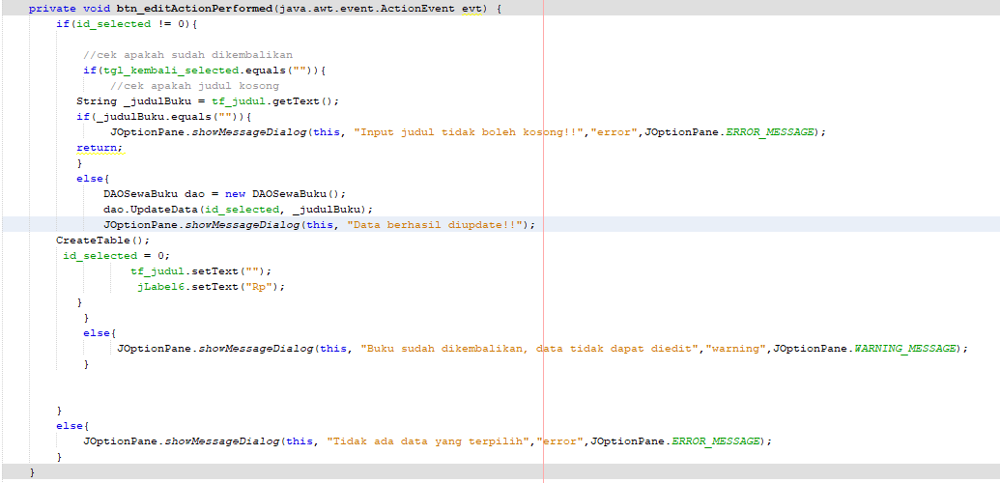 private void btn_editActionPerformed(java.awt.event.ActionEvent evt) {
if(id_selected != 0){
//cek apakah sudah dikembalikan
if(tgl_kembali_selected.equals("")){
//cek apakah judul kosong
String _judulBuku = tf_judul.getText();
if(_judulBuku.equals("")){
JOptionPane.showMessageDialog(this, "Input judul tidak boleh kosong!!","error",JOptionPane.ERROR_MESSAGE);
return;
}
else{
DAOSewaBuku dao = new DAOSewaBuku();
dao.UpdateData(id_selected, _judulBuku);
JOptionPane.showMessageDialog(this, "Data berhasil diupdate!!");
CreateTable();
id_selected = 0;
tf_judul.setText("");
jLabel6.setText("Rp");
}
}
else{
JOptionPane.showMessageDialog(this, "Buku sudah dikembalikan, data tidak dapat diedit","warning",JOptionPane.WARNING_MESSAGE);
}
}
else{
JOptionPane.showMessageDialog(this, "Tidak ada data yang terpilih","error",JOptionPane.ERROR_MESSAGE);
}
}